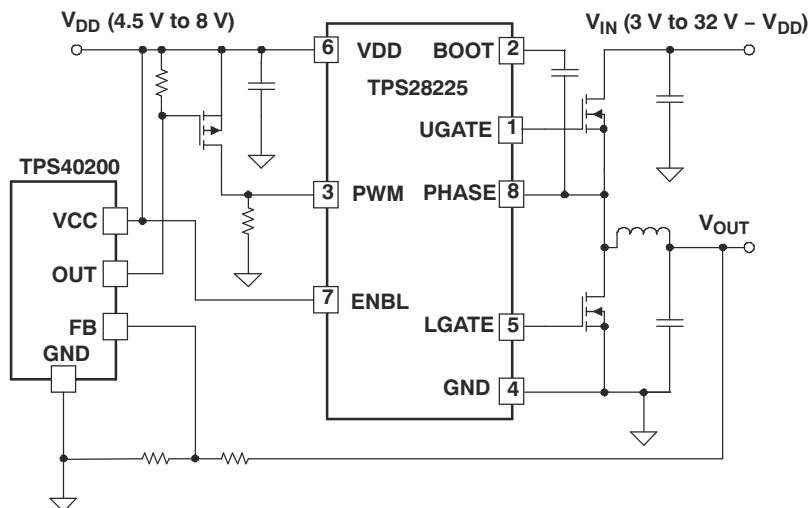 VDD (4.5 V to 8 V)
VIN (3 V to 32 V – VDD)
6 VDD BOOT 2
TPS28225
UGATE 1
TPS40200
3 PWM PHASE 8
VCC
VOUT
OUT
7 ENBL
FB
LGATE 5
GND
GND 4